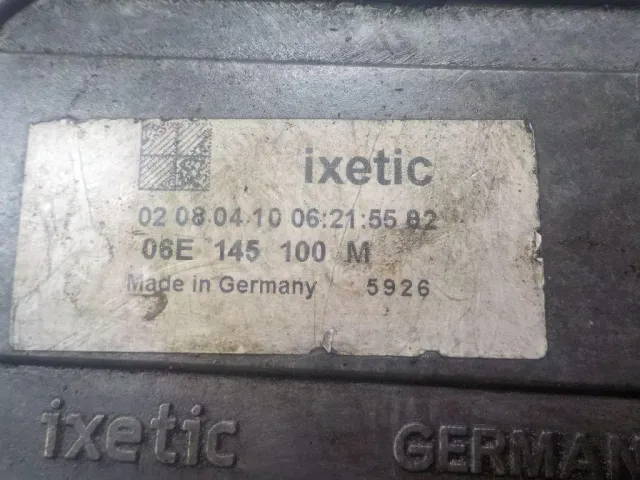 ixetic
02 08.04.10 06:21:55 82
06E 145 100 M
Made in Germany 5926
ixetic GERMAN